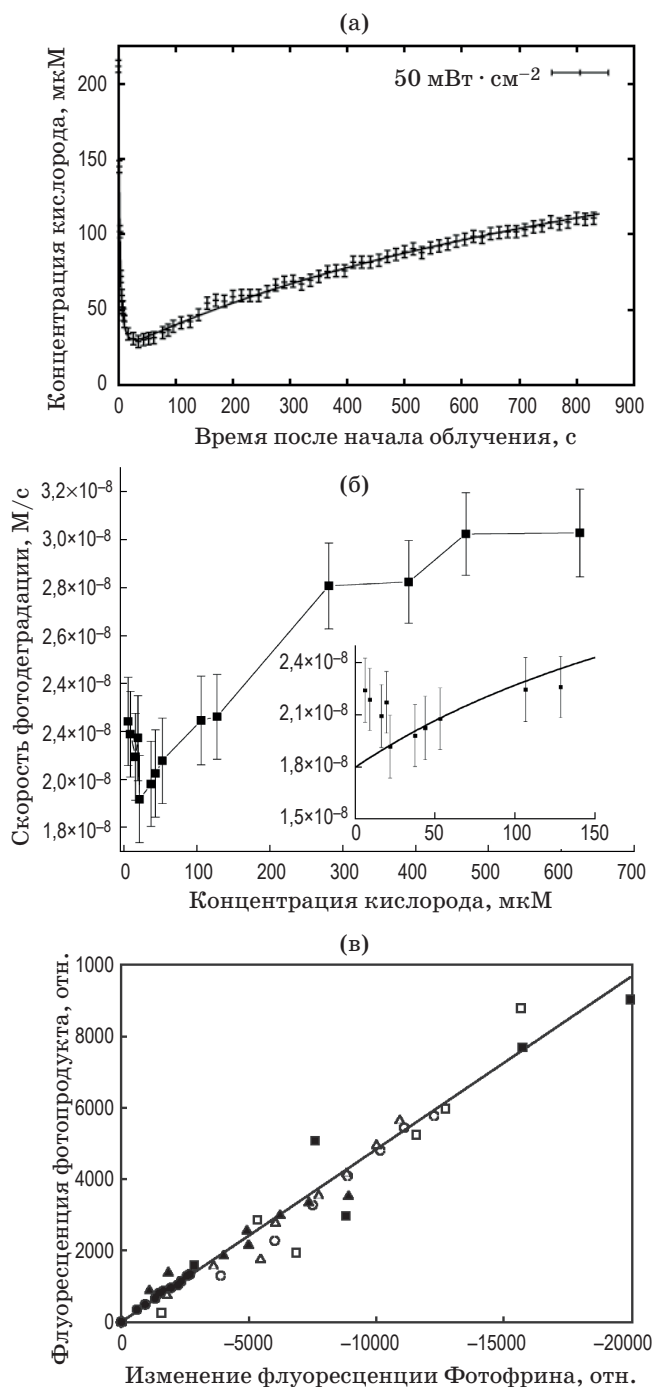 (а)
Концентрация кислорода, мкМ
200
150
100
50
0
50 мВт · см⁻²
0 100 200 300 400 500 600 700 800 900
Время после начала облучения, с
(б)
Скорость фотодеградации, М/с
3,2×10⁻⁸
3,0×10⁻⁸
2,8×10⁻⁸
2,6×10⁻⁸
2,4×10⁻⁸
2,4×10⁻⁸
2,0×10⁻⁸
1,8×10⁻⁸
2,4×10⁻⁸
2,1×10⁻⁸
1,8×10⁻⁸
1,5×10⁻⁸
0 50 100 150
0 100 200 300 400 500 600 700
Концентрация кислорода, мкМ
(в)
Флуоресценция фотопродукта, отн.
1000
8000
6000
4000
2000
0
0 –5000 –10000 –15000 –20000
Изменение флуоресценции Фотофрина, отн.